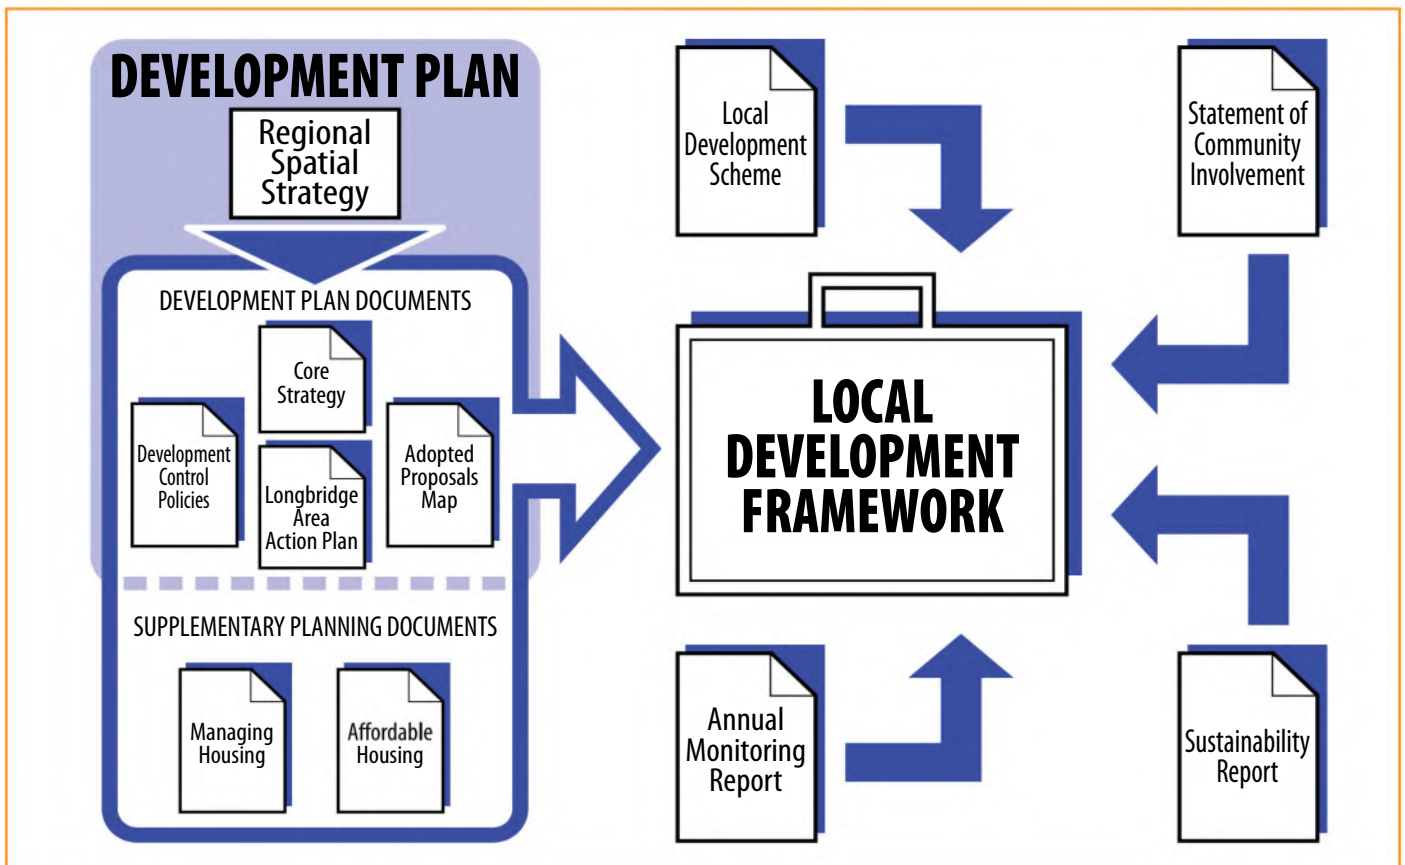 DEVELOPMENT PLAN
Regional
Spatial
Strategy
DEVELOPMENT PLAN DOCUMENTS
Core
Strategy
Development
Control
Policies
Longbridge
Area
Action Plan
Adopted
Proposals
Map
SUPPLEMENTARY PLANNING DOCUMENTS
Managing
Housing
Affordable
Housing
Local
Development
Scheme
Statement of
Community
Involvement
LOCAL
DEVELOPMENT
FRAMEWORK
Annual
Monitoring
Report
Sustainability
Report